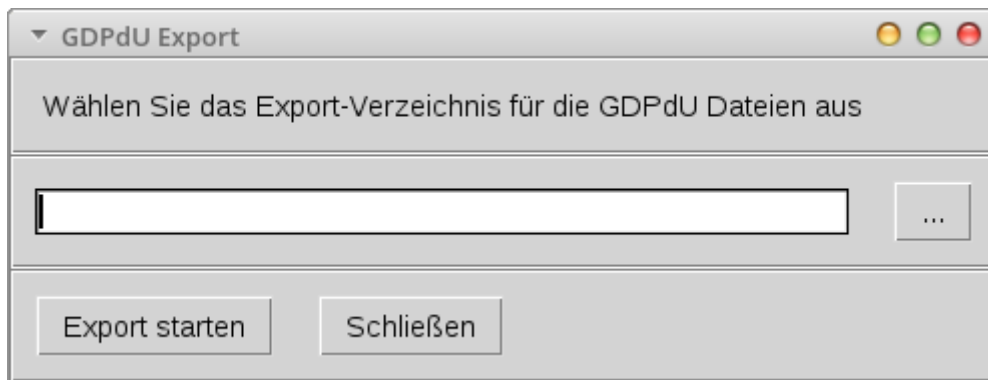 GDPdU Export
Wählen Sie das Export-Verzeichnis für die GDPdU Dateien aus
...
Export starten
Schließen